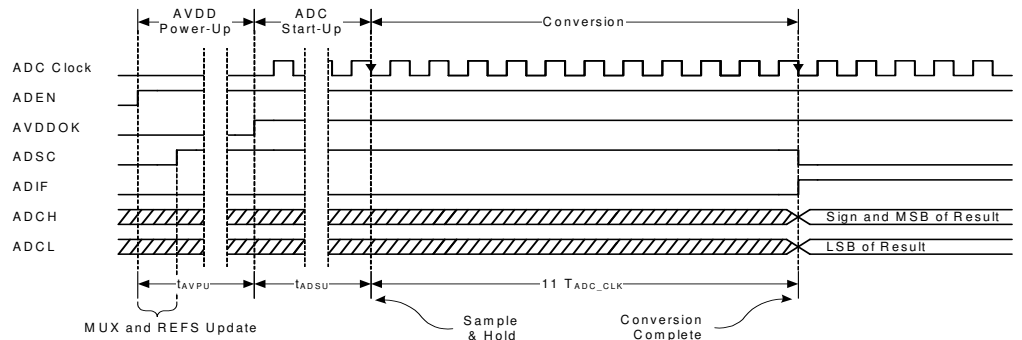 AVDD
Power-Up
ADC
Start-Up
Conversion
ADC Clock
ADEN
AVDDOK
ADSC
ADIF
ADCH
Sign and MSB of Result
ADCL
LSB of Result
tAVPU
tADSU
11 TADC_CLK
MUX and REFS Update
Sample
& Hold
Conversion
Complete